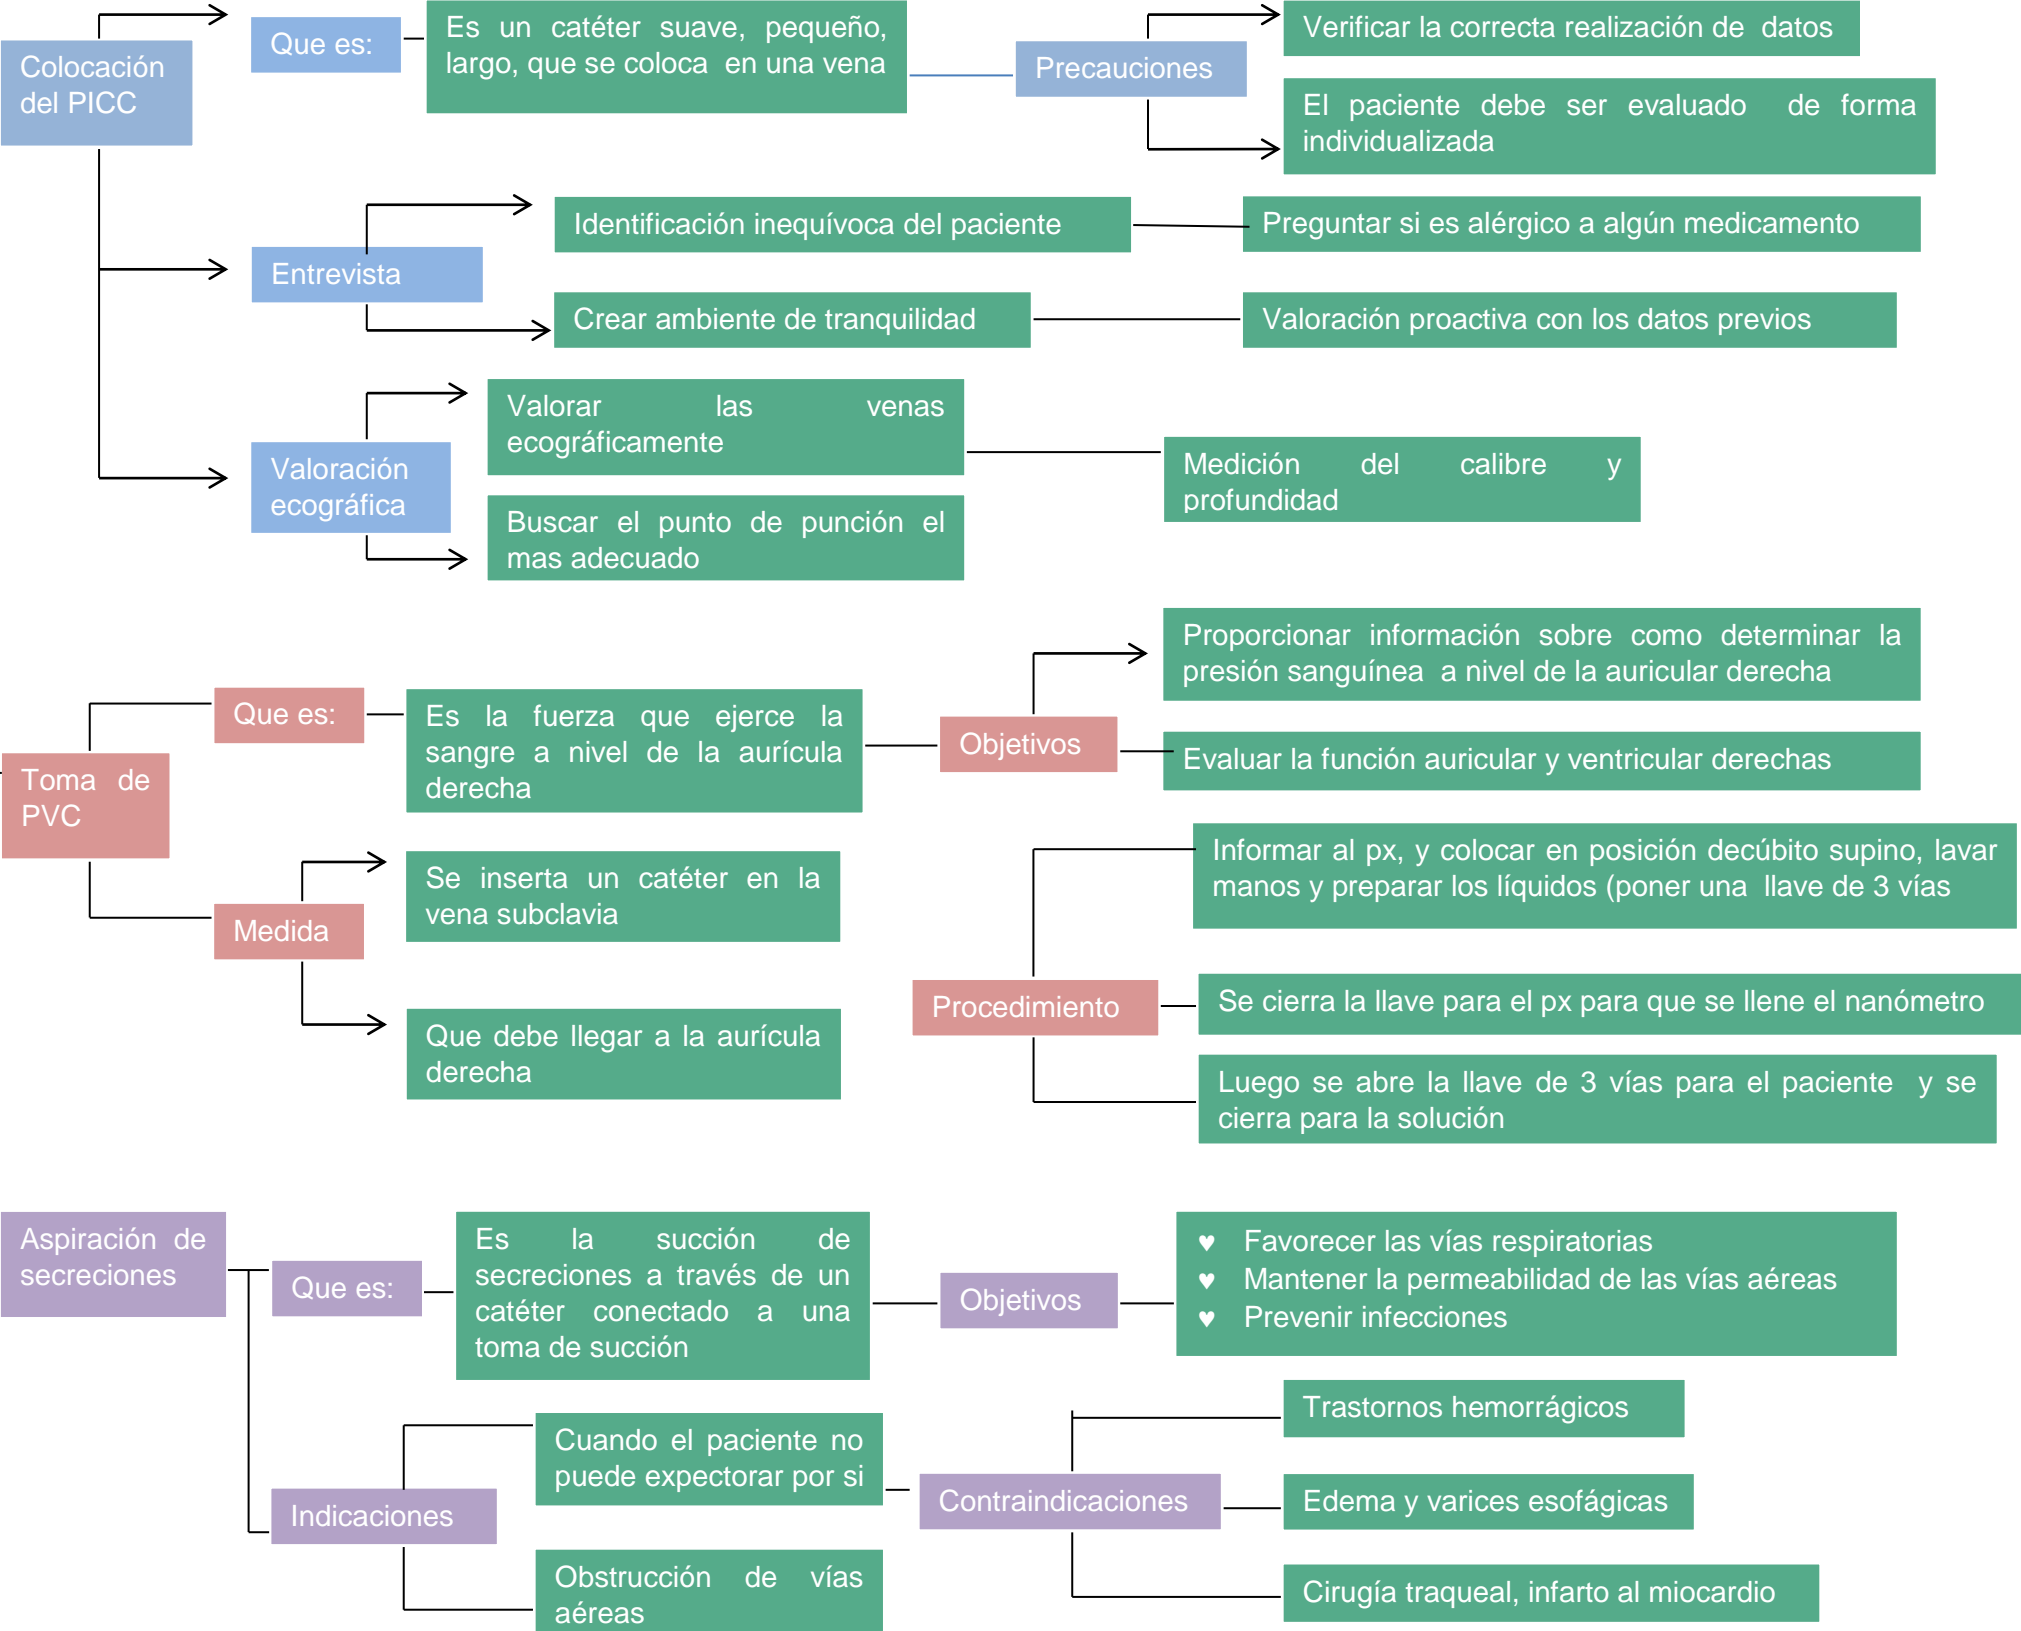 Colocación
del PICC
Que es:
Es un catéter suave, pequeño,
largo, que se coloca en una vena
Precauciones
Verificar la correcta realización de datos
El paciente debe ser evaluado de forma
individualizada
Entrevista
Identificación inequívoca del paciente
Preguntar si es alérgico a algún medicamento
Crear ambiente de tranquilidad
Valoración proactiva con los datos previos
Valoración
ecográfica
Valorar las venas
ecográficamente
Medición del calibre y
profundidad
Buscar el punto de punción el
mas adecuado
Toma de
PVC
Que es:
Es la fuerza que ejerce la
sangre a nivel de la aurícula
derecha
Objetivos
Proporcionar información sobre como determinar la
presión sanguínea a nivel de la auricular derecha
Evaluar la función auricular y ventricular derechas
Medida
Se inserta un catéter en la
vena subclavia
Que debe llegar a la aurícula
derecha
Procedimiento
Informar al px, y colocar en posición decúbito supino, lavar
manos y preparar los líquidos (poner una llave de 3 vías
Se cierra la llave para el px para que se llene el nanómetro
Luego se abre la llave de 3 vías para el paciente y se
cierra para la solución
Aspiración de
secreciones
Que es:
Es la succión de
secreciones a través de un
catéter conectado a una
toma de succión
Objetivos
♥ Favorecer las vías respiratorias
♥ Mantener la permeabilidad de las vías aéreas
♥ Prevenir infecciones
Indicaciones
Cuando el paciente no
puede expectorar por si
Obstrucción de vías
aéreas
Contraindicaciones
Trastornos hemorrágicos
Edema y varices esofágicas
Cirugía traqueal, infarto al miocardio